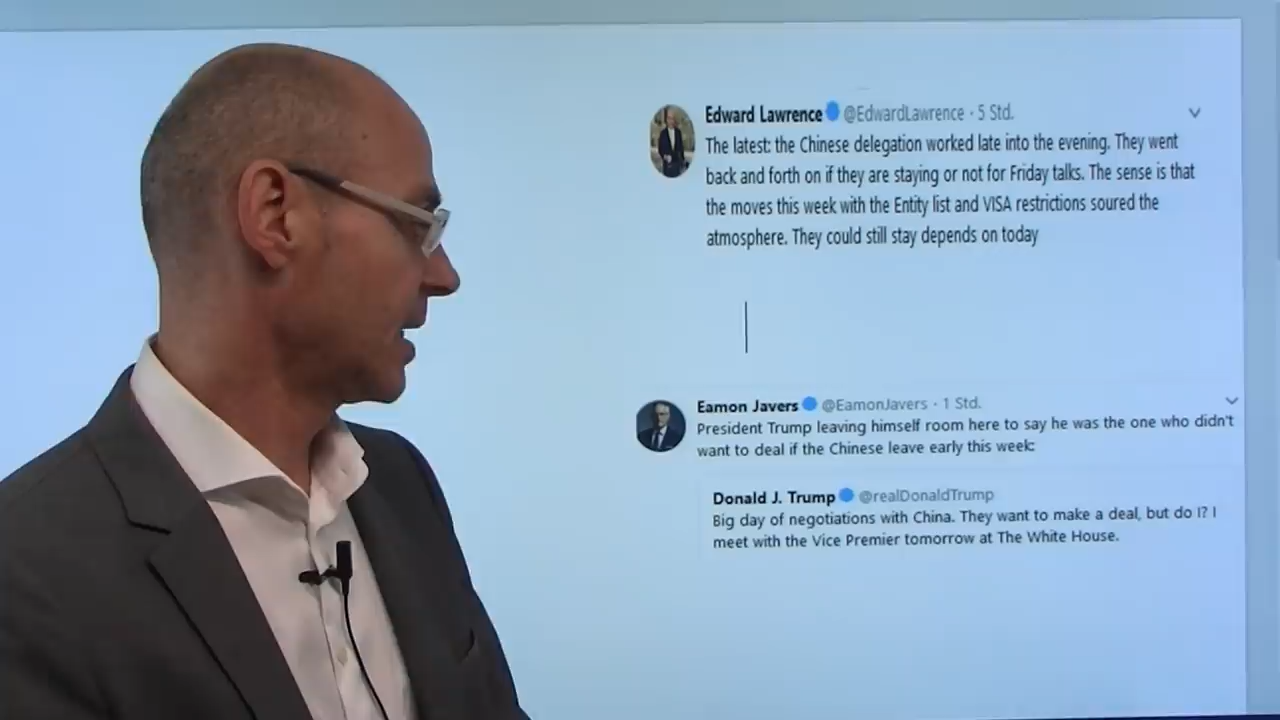 Edward Lawrence @EdwardLawrence · 5 Std.
The latest: the Chinese delegation worked late into the evening. They went
back and forth on if they are staying or not for Friday talks. The sense is that
the moves this week with the Entity list and VISA restrictions soured the
atmosphere. They could still stay depends on today
Eamon Javers @EamonJavers · 1 Std.
President Trump leaving himself room here to say he was the one who didn't
want to deal if the Chinese leave early this week:
Donald J. Trump @realDonaldTrump
Big day of negotiations with China. They want to make a deal, but do I? I
meet with the Vice Premier tomorrow at The White House.